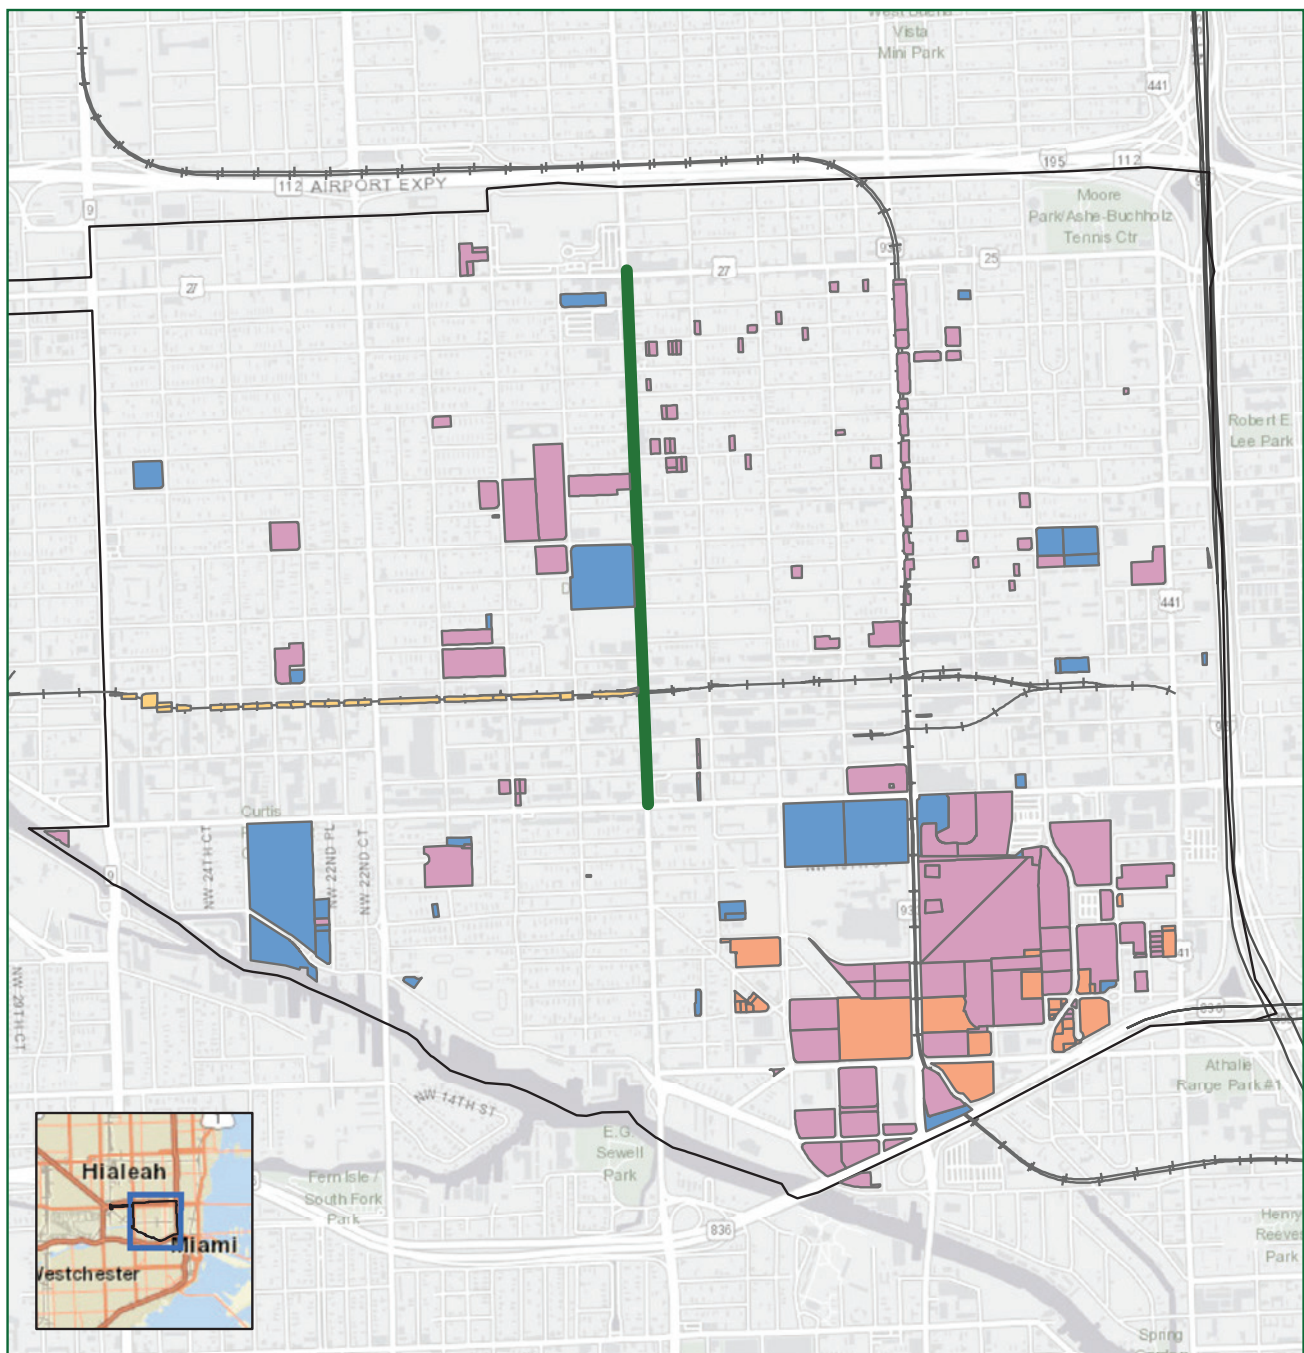 Vista
Mini Park
441
195
112
112 AIRPORT EXPY
Moore
Park/Ashe-Buchholz
Tennis Ctr
9
27
27
25
Robert E.
Lee Park
441
Curtis
NW 24TH CT
NW 22ND PL
NW 22ND CT
9
NW 29TH CT
836
Athalie
Range Park #1
NW 14TH ST
E.G.
Sewell
Park
Fern Isle /
South Fork
Park
836
Henry
Reeves
Park
Spring
1
Hialeah
Miami
Westchester